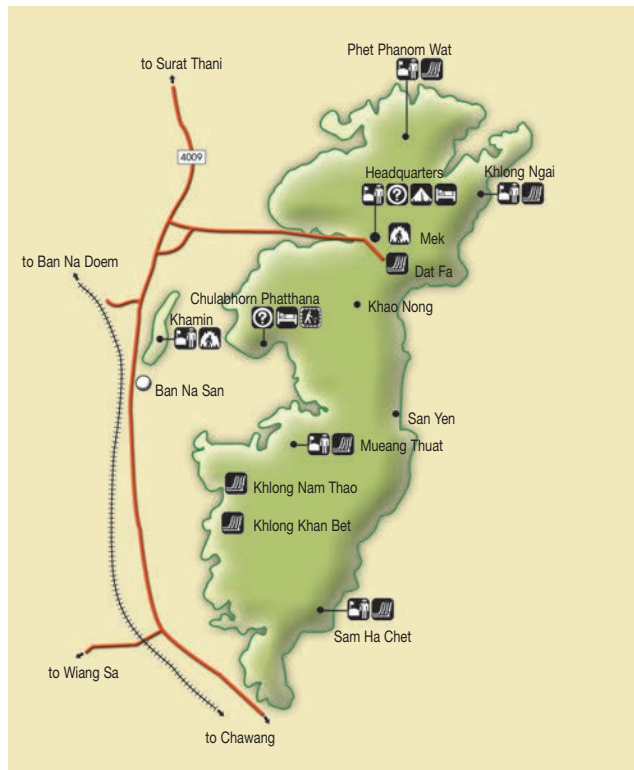 Phet Phanom Wat
to Surat Thani
4009
Headquarters
Khlong Ngai
?
Mek
to Ban Na Doem
Dat Fa
Chulabhorn Phatthana
Khao Nong
Khamin
?
Ban Na San
San Yen
Mueang Thuat
Khlong Nam Thao
Khlong Khan Bet
Sam Ha Chet
to Wiang Sa
to Chawang